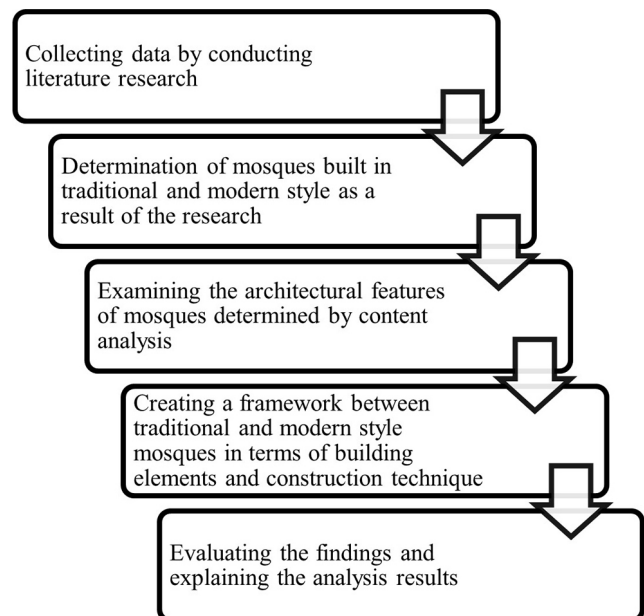 Collecting data by conducting
literature research
Determination of mosques built in
traditional and modern style as a
result of the research
Examining the architectural features
of mosques determined by content
analysis
Creating a framework between
traditional and modern style
mosques in terms of building
elements and construction technique
Evaluating the findings and
explaining the analysis results